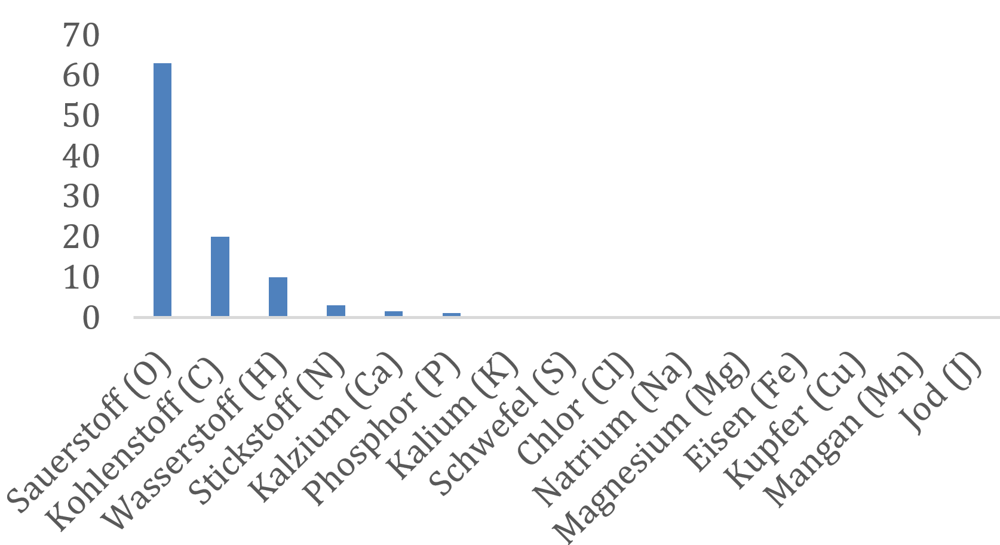 70
60
50
40
30
20
10
0
Sauerstoff (O)
Kohlenstoff (C)
Wasserstoff (H)
Stickstoff (N)
Kalzium (Ca)
Phosphor (P)
Kalium (K)
Schwefel (S)
Chlor (Cl)
Natrium (Na)
Magnesium (Mg)
Eisen (Fe)
Kupfer (Cu)
Mangan (Mn)
Jod (J)